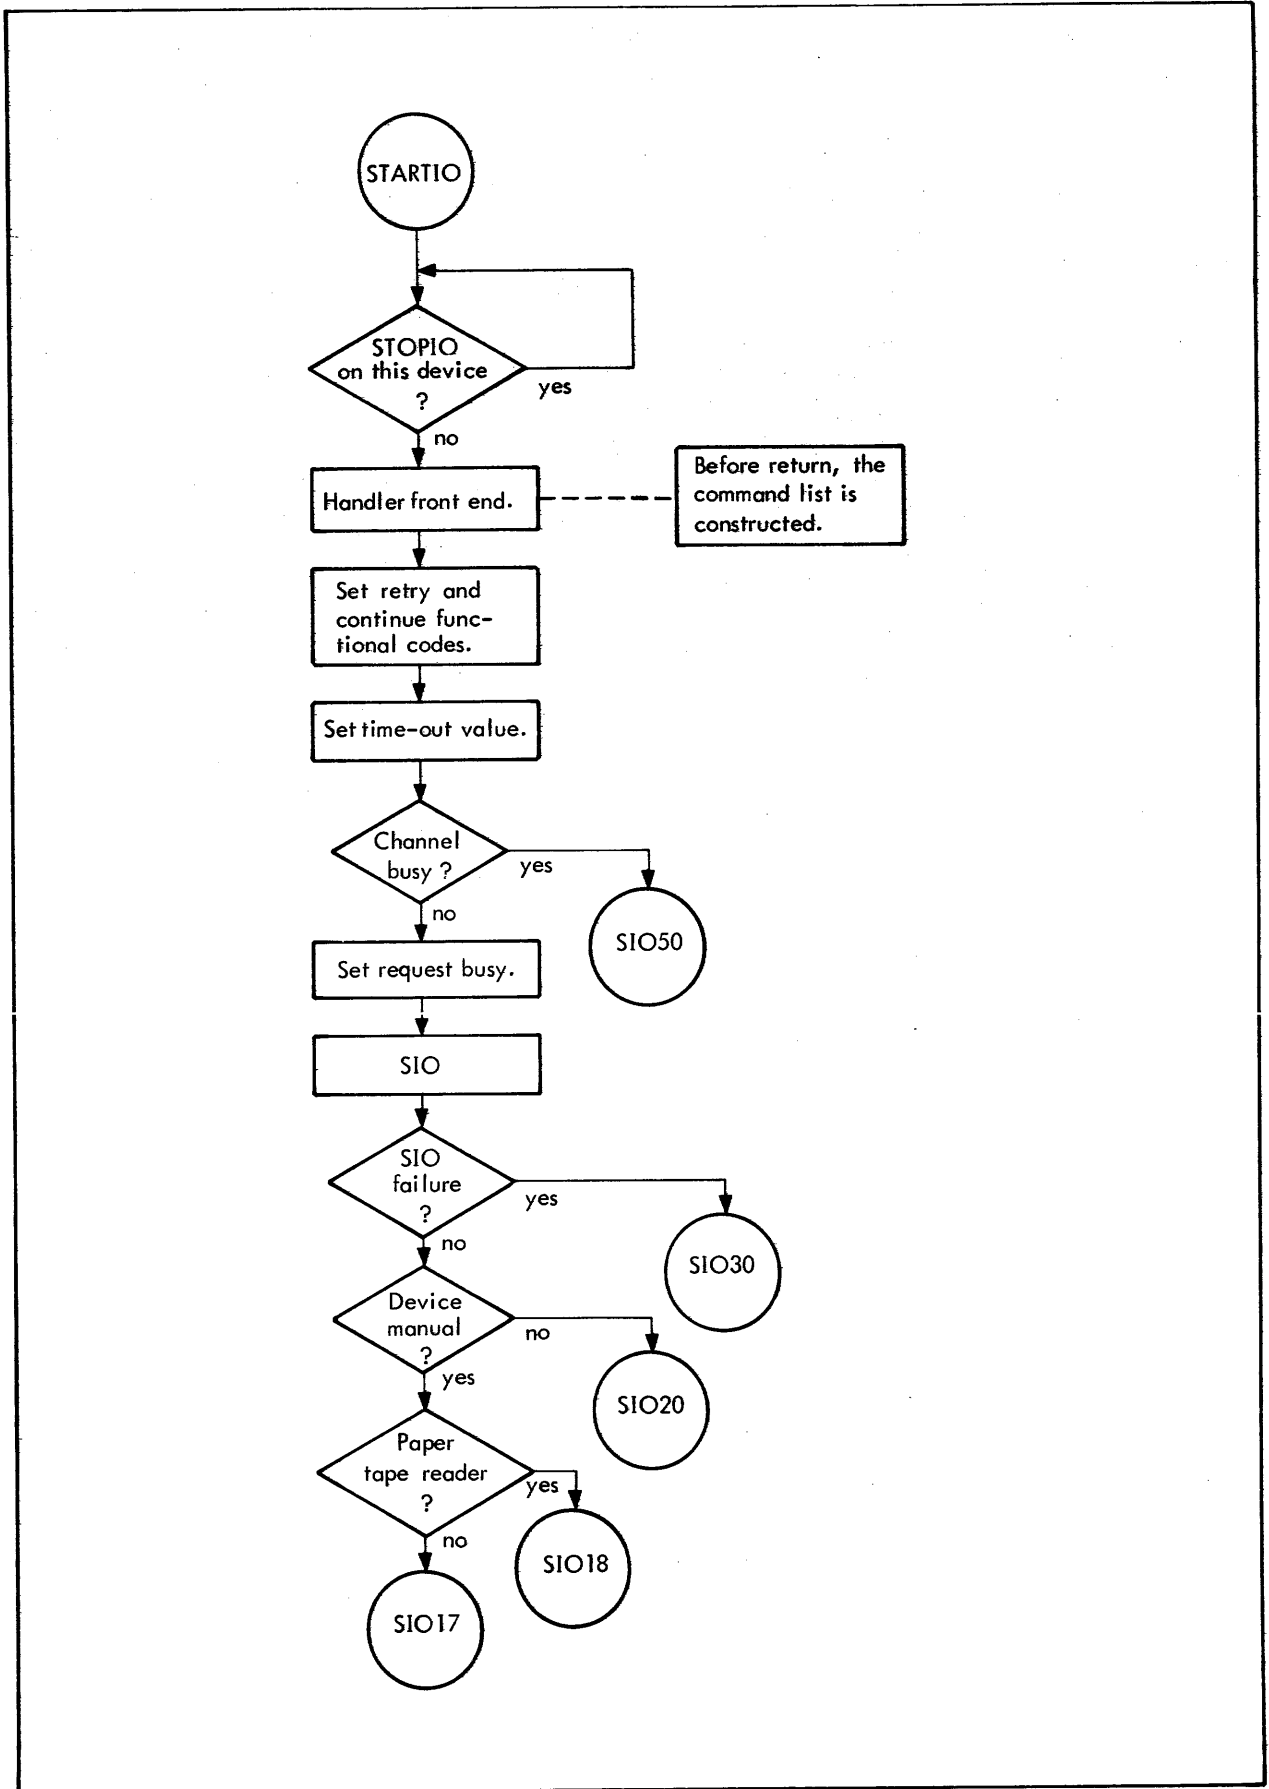 STARTIO
STOPIO
on this device
?
yes
no
Handler front end.
Before return, the
command list is
constructed.
Set retry and
continue func-
tional codes.
Set time-out value.
Channel
busy ?
yes
no
SIO50
Set request busy.
SIO
SIO
failure
?
yes
no
SIO30
Device
manual
?
no
yes
SIO20
Paper
tape reader
?
yes
no
SIO18
SIO17